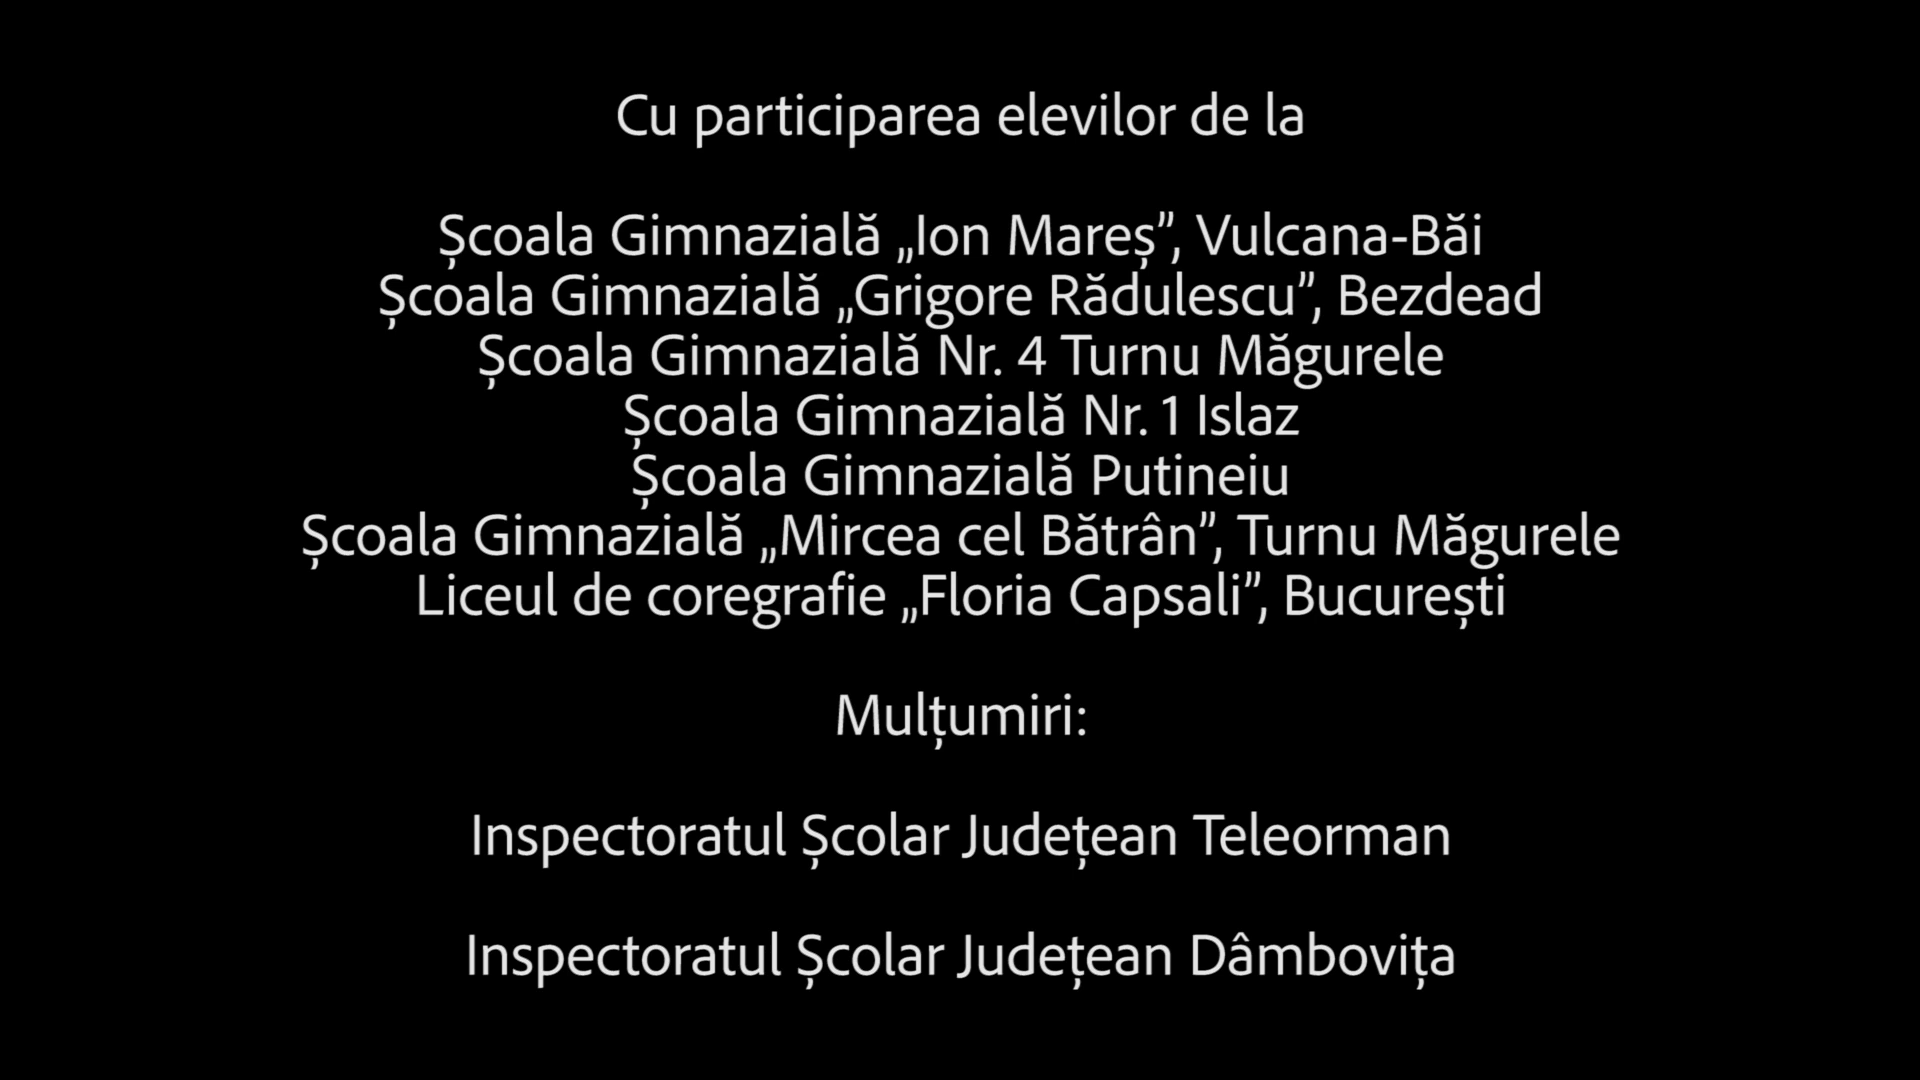 Cu participarea elevilor de la
Școala Gimnazială „Ion Mareș”, Vulcana-Băi
Școala Gimnazială „Grigore Rădulescu”, Bezdead
Școala Gimnazială Nr. 4 Turnu Măgurele
Școala Gimnazială Nr. 1 Islaz
Școala Gimnazială Putineiu
Școala Gimnazială „Mircea cel Bătrân”, Turnu Măgurele
Liceul de coregrafie „Floria Capsali”, București
Mulțumiri:
Inspectoratul Școlar Județean Teleorman
Inspectoratul Școlar Județean Dâmbovița